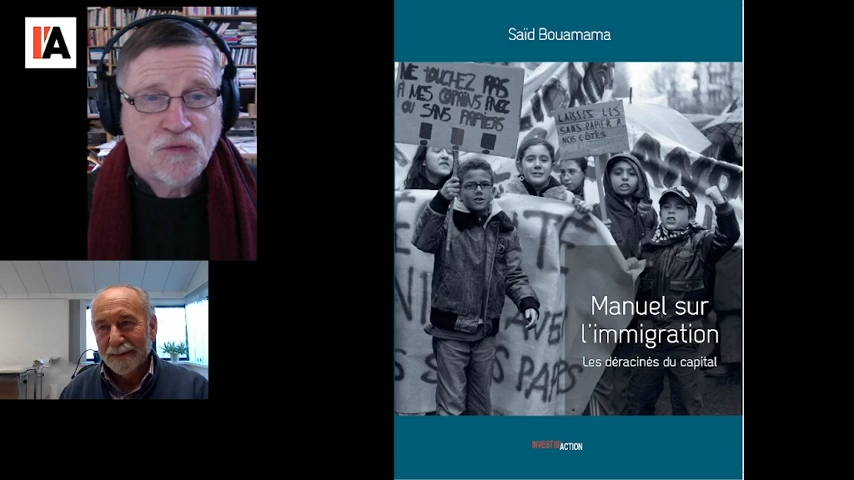 I'A
Saïd Bouamama
NE TOUCHEZ PAS
À MES COPAINS AVEC
OU SANS PAPIERS
LAISSEZ LES
SANS PAPIER À
NOS CÔTÉS
Manuel sur
l'immigration
Les déracinés du capital
INVESTIG'ACTION